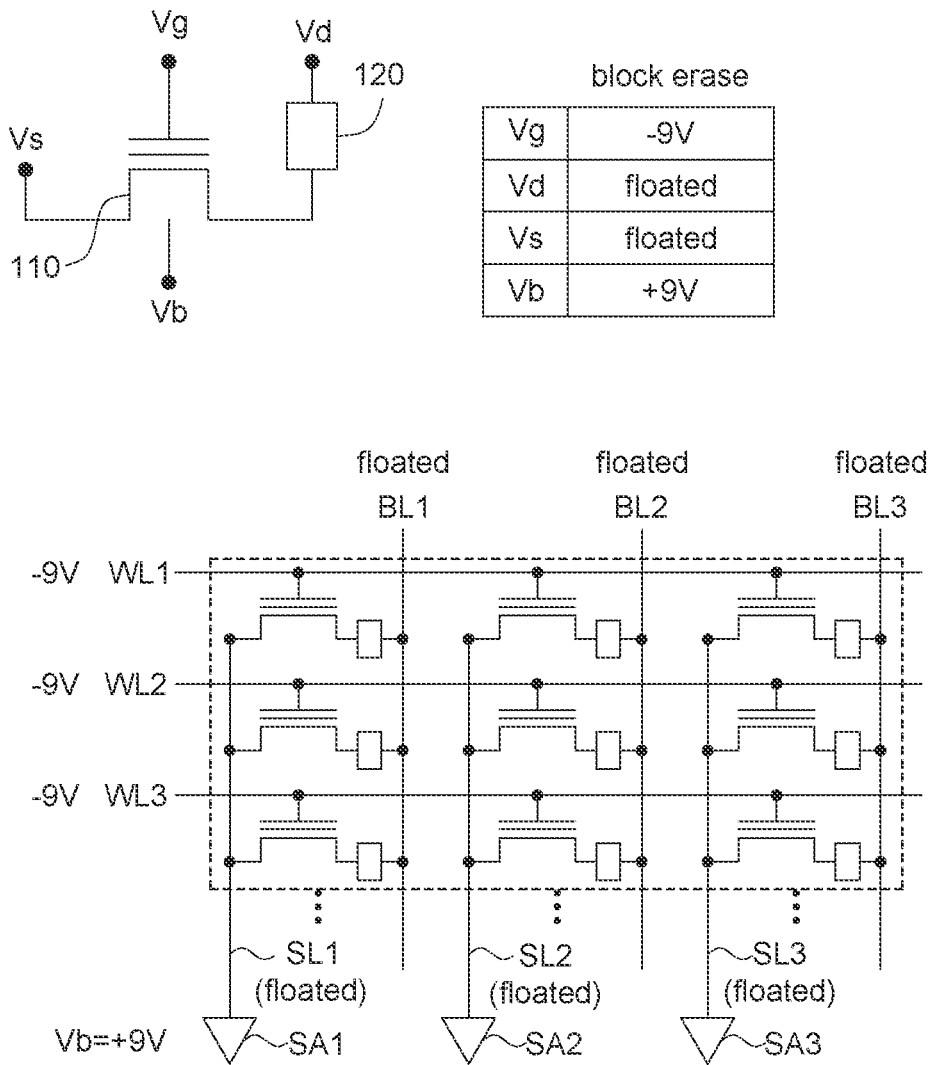 Vg
Vd
120
Vs
110
Vb
block erase
Vg -9V
Vd floated
Vs floated
Vb +9V
floated floated floated
BL1 BL2 BL3
-9V WL1
-9V WL2
-9V WL3
SL1 SL2 SL3
(floated) (floated) (floated)
Vb=+9V SA1 SA2 SA3